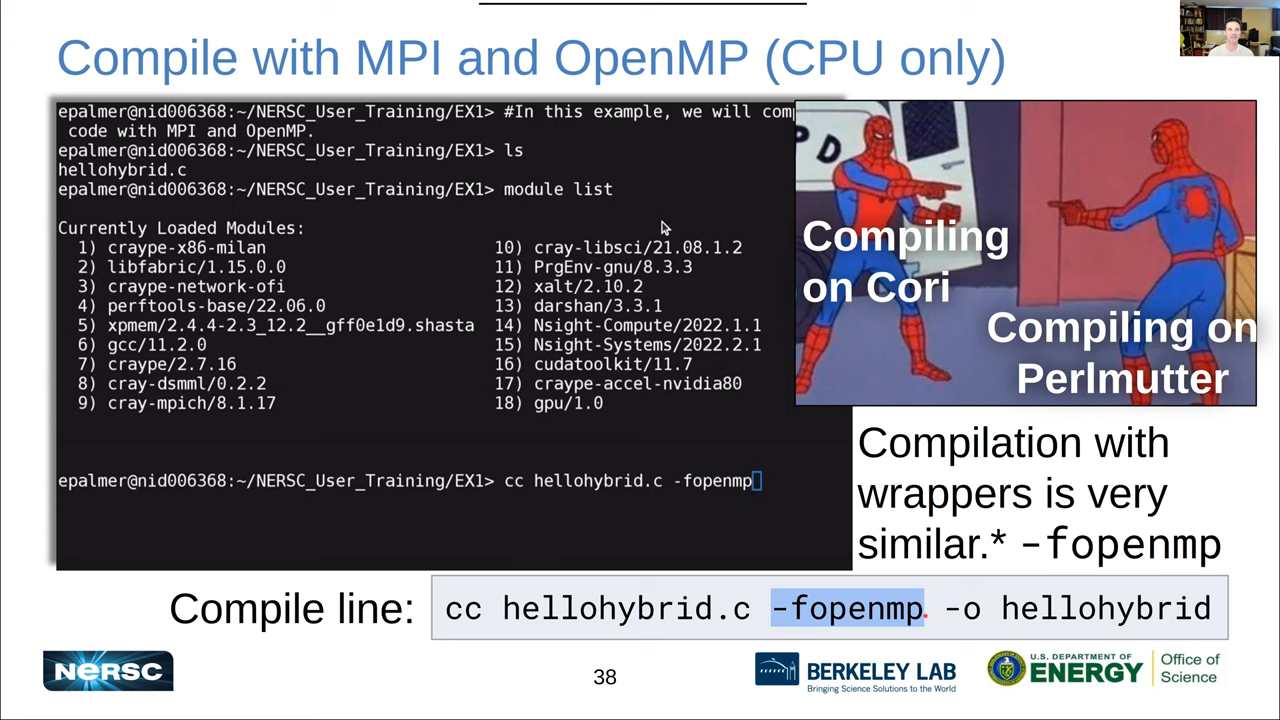 Compile with MPI and OpenMP (CPU only)
epalmer@nid006368:~/NERSC_User_Training/EX1> #In this example, we will com
code with MPI and OpenMP.
epalmer@nid006368:~/NERSC_User_Training/EX1> ls
hellohybrid.c
epalmer@nid006368:~/NERSC_User_Training/EX1> module list
Currently Loaded Modules:
1) craype-x86-milan 10) cray-libsci/21.08.1.2
2) libfabric/1.15.0.0 11) PrgEnv-gnu/8.3.3
3) craype-network-ofi 12) xalt/2.10.2
4) perftools-base/22.06.0 13) darshan/3.3.1
5) xpmem/2.4.4-2.3_12.2__gff0e1d9.shasta 14) Nsight-Compute/2022.1.1
6) gcc/11.2.0 15) Nsight-Systems/2022.2.1
7) craype/2.7.16 16) cudatoolkit/11.7
8) cray-dsmml/0.2.2 17) craype-accel-nvidia80
9) cray-mpich/8.1.17 18) gpu/1.0
epalmer@nid006368:~/NERSC_User_Training/EX1> cc hellohybrid.c -fopenmp
PD
Compiling
on Cori
Compiling on
Perlmutter
Compilation with
wrappers is very
similar.* -fopenmp
Compile line: cc hellohybrid.c -fopenmp -o hellohybrid
NERSC
38
BERKELEY LAB
Bringing Science Solutions to the World
U.S. DEPARTMENT OF
ENERGY
Office of
Science